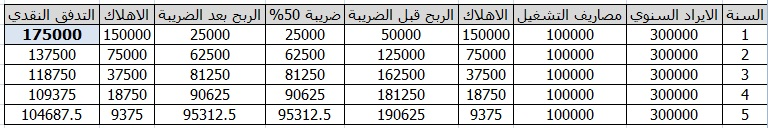 السنة الايراد السنوي مصاريف التشغيل الاهلاك الربح قبل الضريبة ضريبة 50% الربح بعد الضريبة الاهلاك التدفق النقدي
1 300000 100000 150000 50000 25000 25000 150000 175000
2 300000 100000 75000 125000 62500 62500 75000 137500
3 300000 100000 37500 162500 81250 81250 37500 118750
4 300000 100000 18750 181250 90625 90625 18750 109375
5 300000 100000 9375 190625 95312.5 95312.5 9375 104687.5